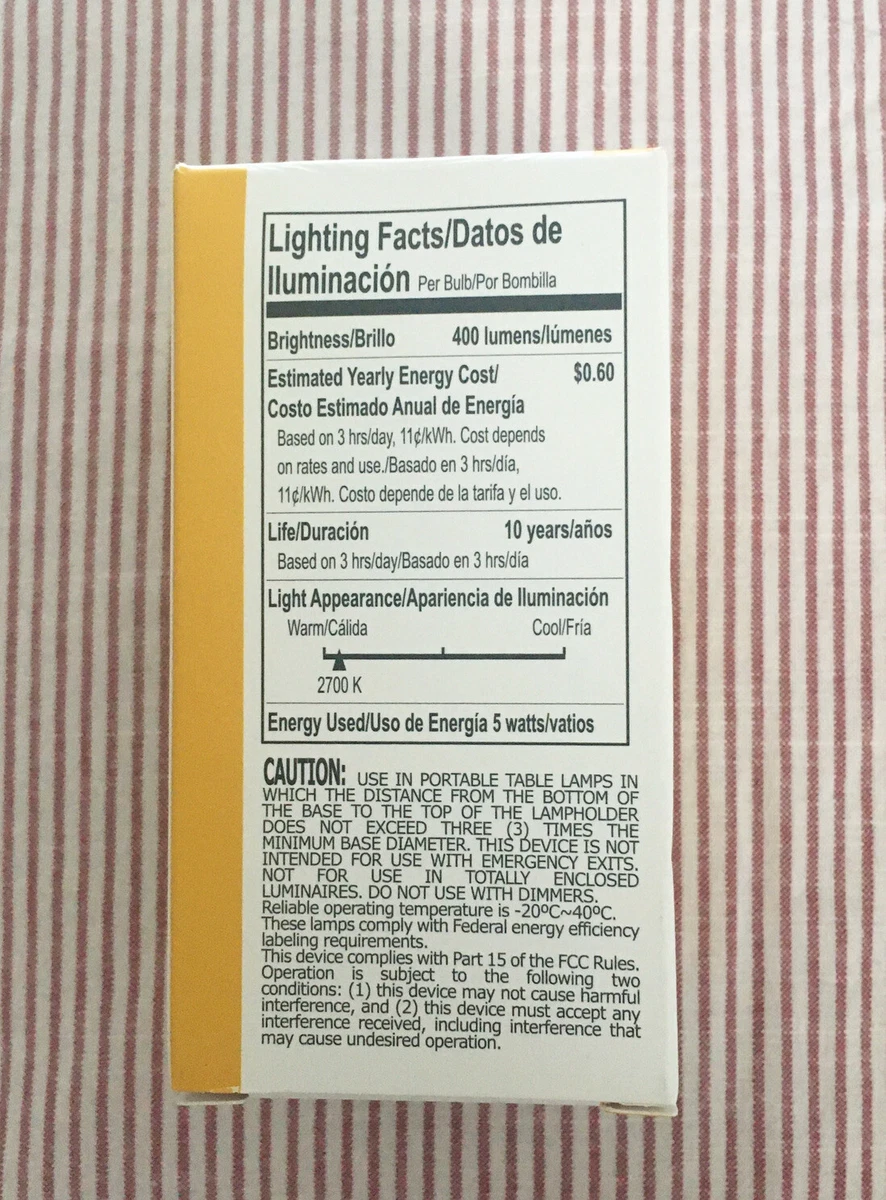 Lighting Facts/Datos de
Iluminación Per Bulb/Por Bombilla
Brightness/Brillo 400 lumens/lúmenes
Estimated Yearly Energy Cost/ $0.60
Costo Estimado Anual de Energía
Based on 3 hrs/day, 11¢/kWh. Cost depends
on rates and use./Basado en 3 hrs/día,
11¢/kWh. Costo depende de la tarifa y el uso.
Life/Duración 10 years/años
Based on 3 hrs/day/Basado en 3 hrs/día
Light Appearance/Apariencia de Iluminación
Warm/Cálida Cool/Fría
2700 K
Energy Used/Uso de Energía 5 watts/vatios
CAUTION: USE IN PORTABLE TABLE LAMPS IN
WHICH THE DISTANCE FROM THE BOTTOM OF
THE BASE TO THE TOP OF THE LAMPHOLDER
DOES NOT EXCEED THREE (3) TIMES THE
MINIMUM BASE DIAMETER. THIS DEVICE IS NOT
INTENDED FOR USE WITH EMERGENCY EXITS.
NOT FOR USE IN TOTALLY ENCLOSED
LUMINAIRES. DO NOT USE WITH DIMMERS.
Reliable operating temperature is -20ºC~40ºC.
These lamps comply with Federal energy efficiency
labeling requirements.
This device complies with Part 15 of the FCC Rules.
Operation is subject to the following two
conditions: (1) this device may not cause harmful
interference, and (2) this device must accept any
interference received, including interference that
may cause undesired operation.